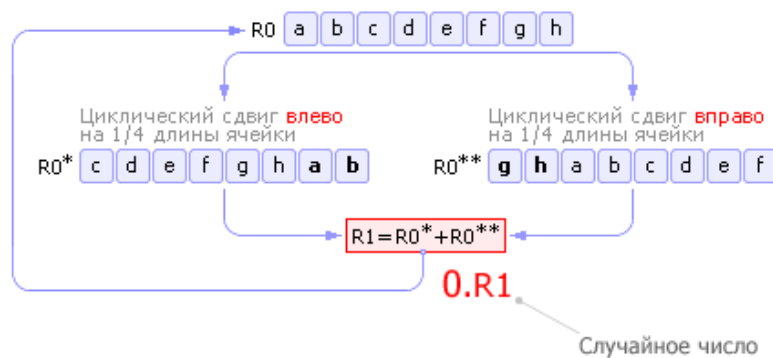 R0 a b c d e f g h
Циклический сдвиг влево
на 1/4 длины ячейки
R0* c d e f g h a b
Циклический сдвиг вправо
на 1/4 длины ячейки
R0** g h a b c d e f
R1=R0*+R0**
0.R1
Случайное число